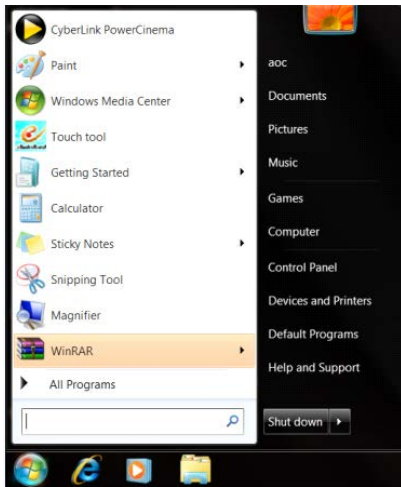 CyberLink PowerCinema
Paint
Windows Media Center
Touch tool
Getting Started
Calculator
Sticky Notes
Snipping Tool
Magnifier
WinRAR
All Programs
aoc
Documents
Pictures
Music
Games
Computer
Control Panel
Devices and Printers
Default Programs
Help and Support
Shut down